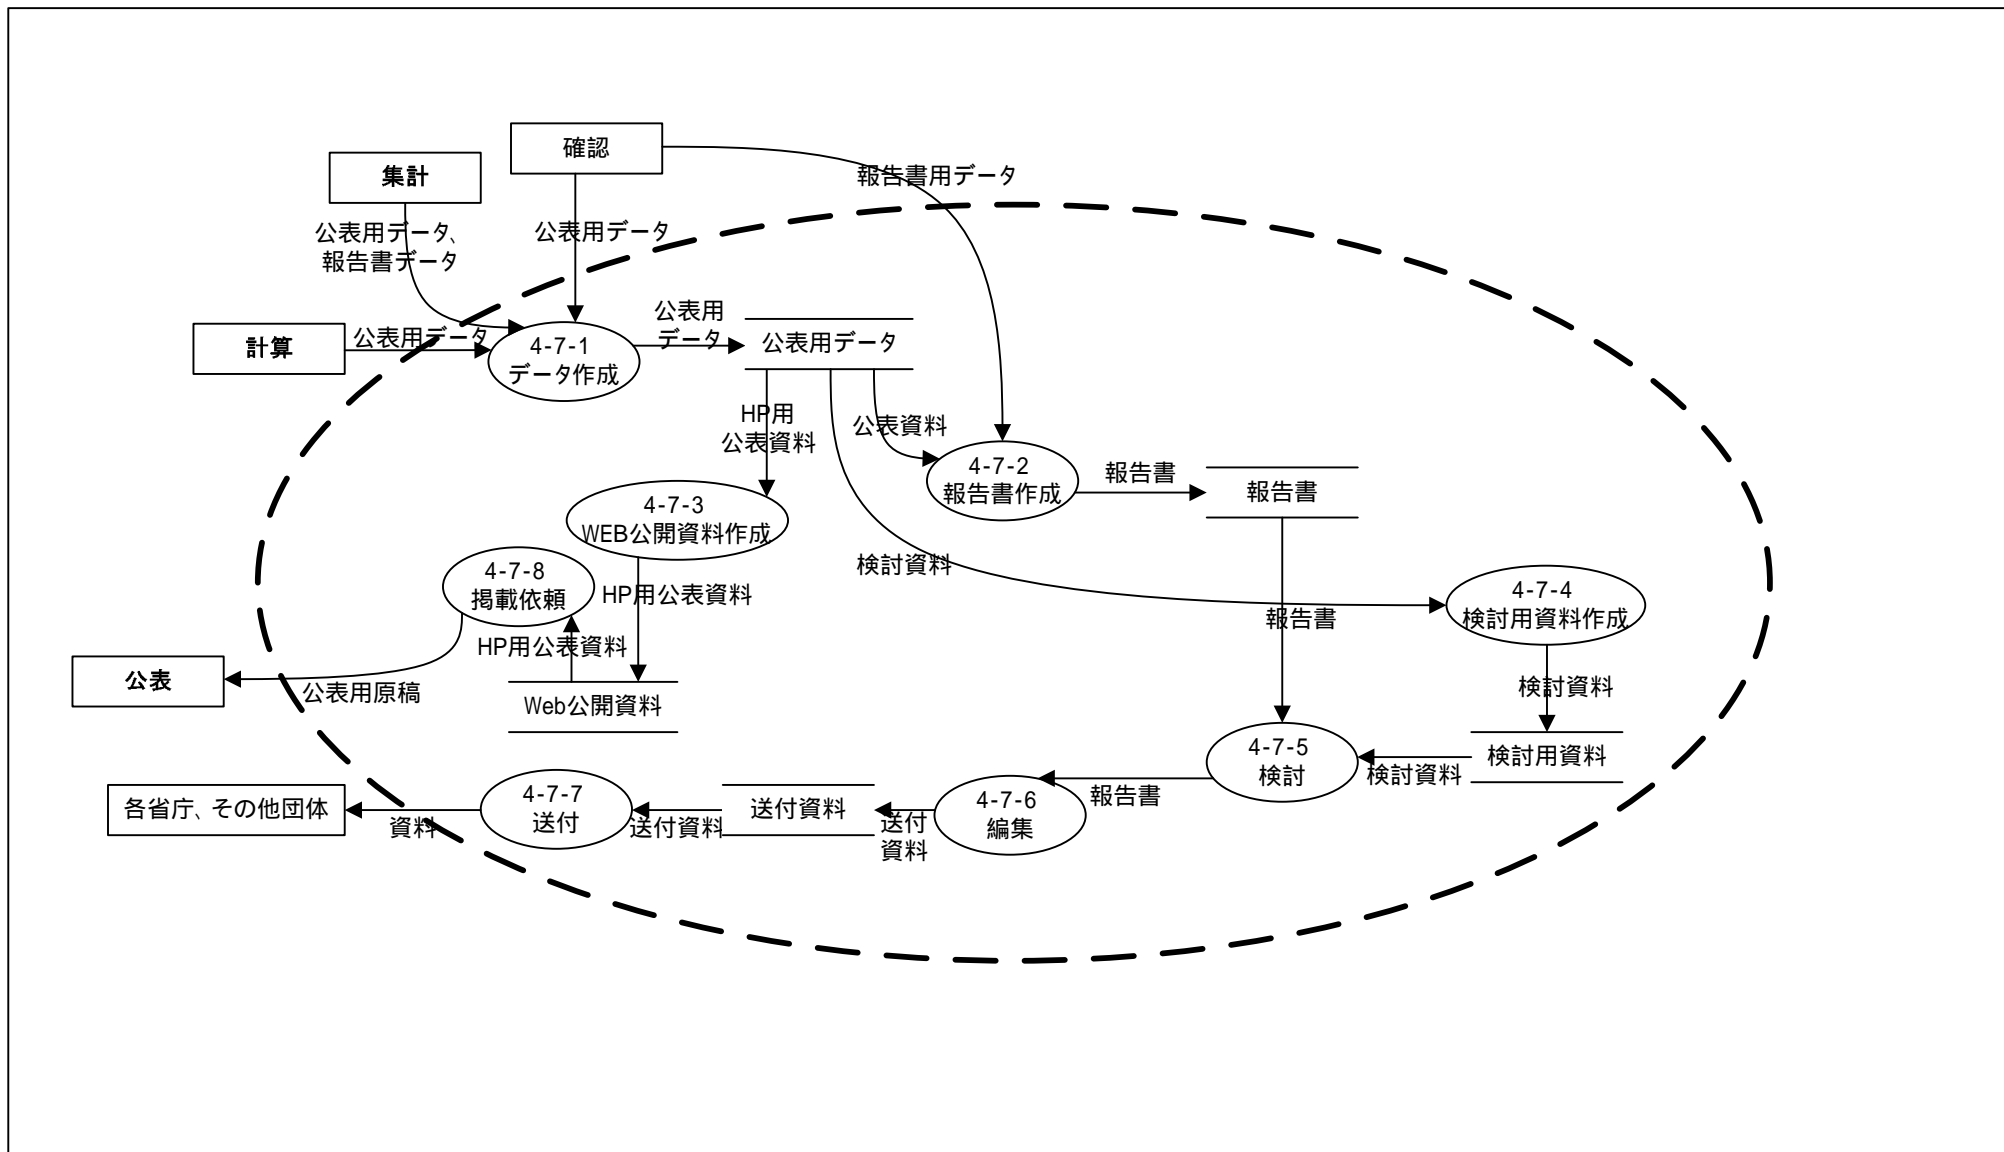 確認
集計
報告書用データ
公表用データ、
報告書データ
公表用データ
計算
公表用データ
4-7-1
データ作成
公表用
データ
公表用データ
HP用
公表資料
公表資料
4-7-2
報告書作成
報告書
報告書
4-7-3
WEB公開資料作成
検討資料
4-7-8
掲載依頼
HP用公表資料
4-7-4
検討用資料作成
報告書
HP用公表資料
公表
公表用原稿
Web公開資料
検討資料
4-7-5
検討
検討資料
検討用資料
各省庁、その他団体
資料
4-7-7
送付
送付資料
送付資料
送付
資料
4-7-6
編集
報告書